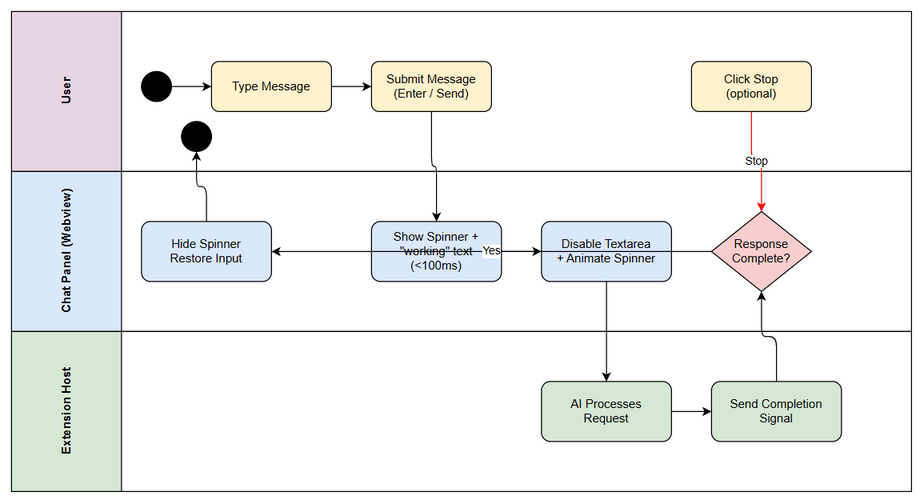 User
Type Message
Submit Message
(Enter / Send)
Click Stop
(optional)
Stop
Chat Panel (Webview)
Hide Spinner
Restore Input
Show Spinner +
"working" text
(<100ms)
Yes
Disable Textarea
+ Animate Spinner
Response
Complete?
Extension Host
AI Processes
Request
Send Completion
Signal